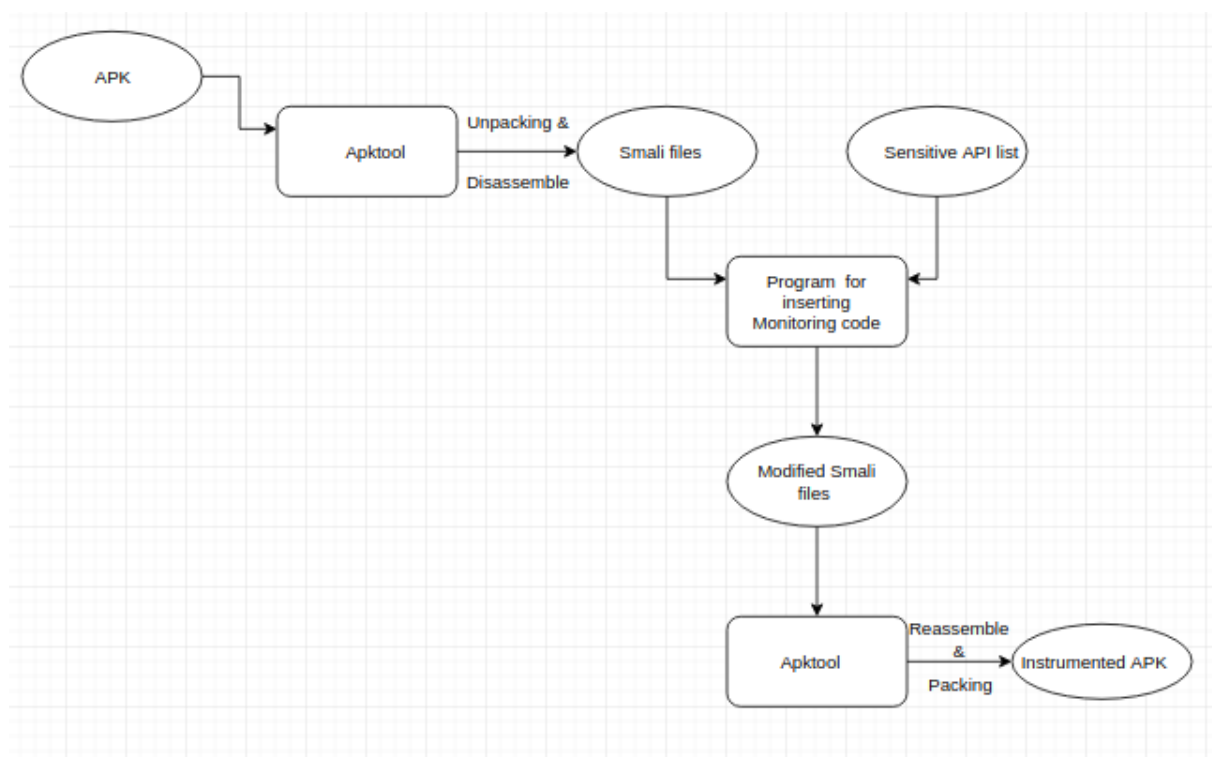 APK
Apktool
Unpacking &
Disassemble
Smali files
Sensitive API list
Program for
inserting
Monitoring code
Modified Smali
files
Apktool
Reassemble
&
Packing
Instrumented APK